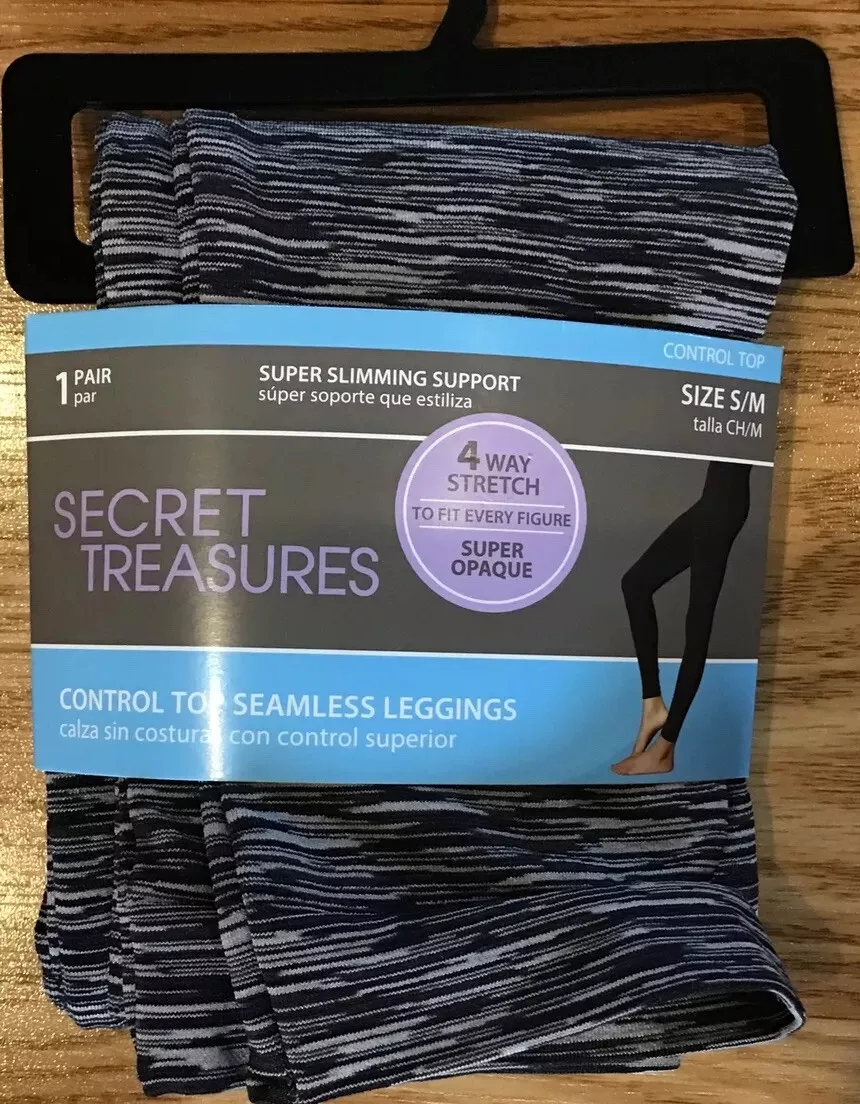 CONTROL TOP
1 PAIR
par
SUPER SLIMMING SUPPORT
súper soporte que estiliza
SIZE S/M
talla CH/M
SECRET
TREASURES
4 WAY
STRETCH
TO FIT EVERY FIGURE
SUPER
OPAQUE
CONTROL TOP SEAMLESS LEGGINGS
calza sin costuras con control superior